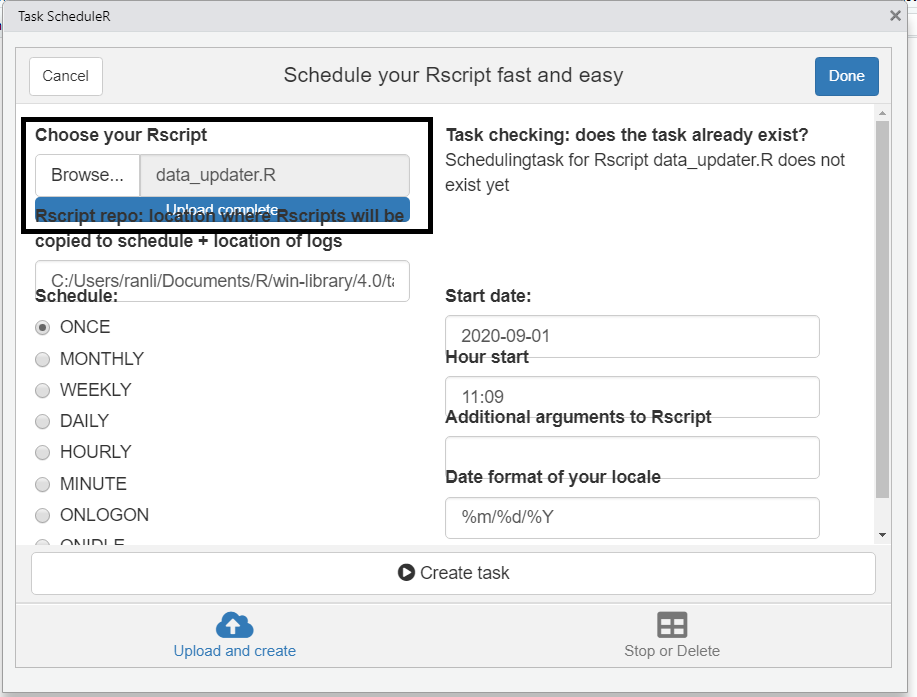 Task ScheduleR
Cancel
Schedule your Rscript fast and easy
Done
Choose your Rscript
Browse...
data_updater.R
Upload complete
Rscript repo: location where Rscripts will be
copied to schedule + location of logs
C:/Users/ranli/Documents/R/win-library/4.0/ta
Schedule:
ONCE
MONTHLY
WEEKLY
DAILY
HOURLY
MINUTE
ONLOGON
ONIDLE
Task checking: does the task already exist?
Schedulingtask for Rscript data_updater.R does not
exist yet
Start date:
2020-09-01
Hour start
11:09
Additional arguments to Rscript
Date format of your locale
%m/%d/%Y
Create task
Upload and create
Stop or Delete